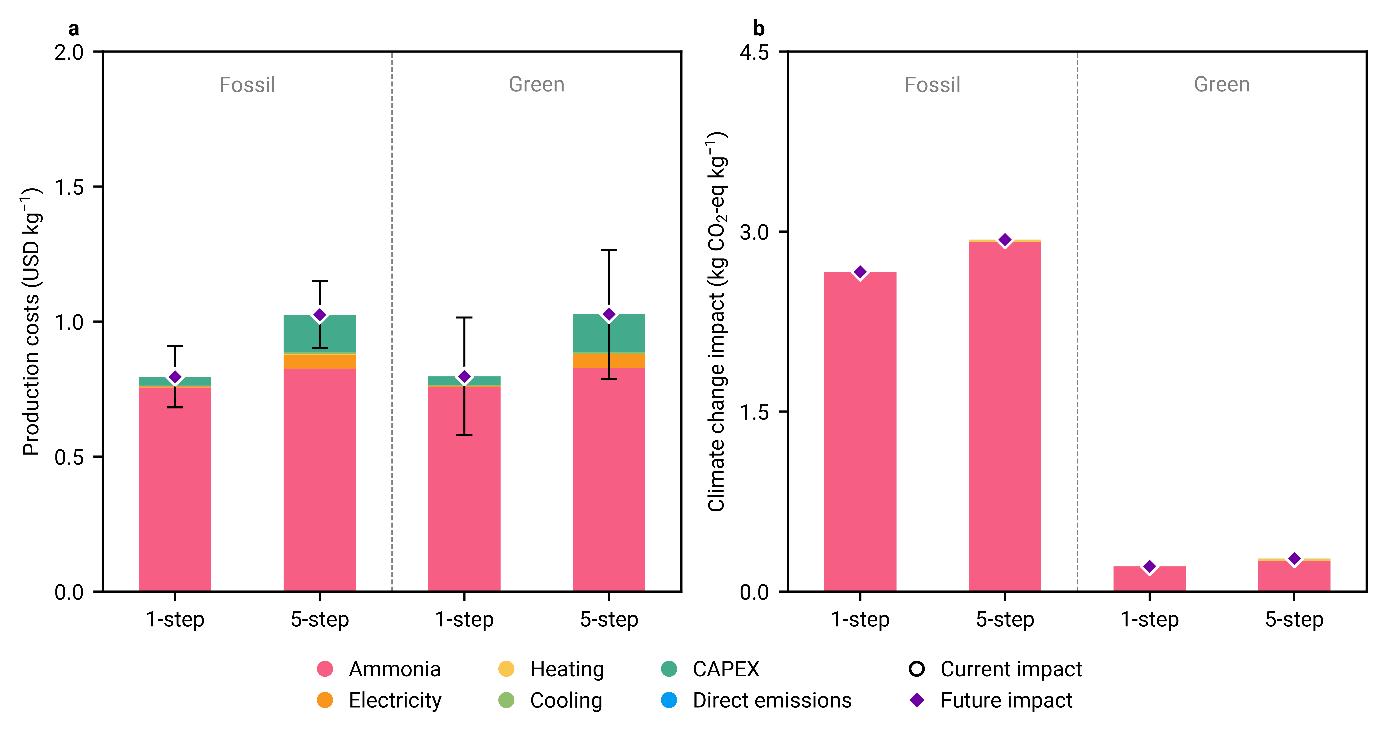 a
Production costs (USD kg⁻¹)
2.0
1.5
1.0
0.5
0.0
Fossil
Green
1-step
5-step
1-step
5-step
b
Climate change impact (kg CO₂-eq kg⁻¹)
4.5
3.0
1.5
0.0
Fossil
Green
1-step
5-step
1-step
5-step
Ammonia
Heating
CAPEX
Current impact
Electricity
Cooling
Direct emissions
Future impact